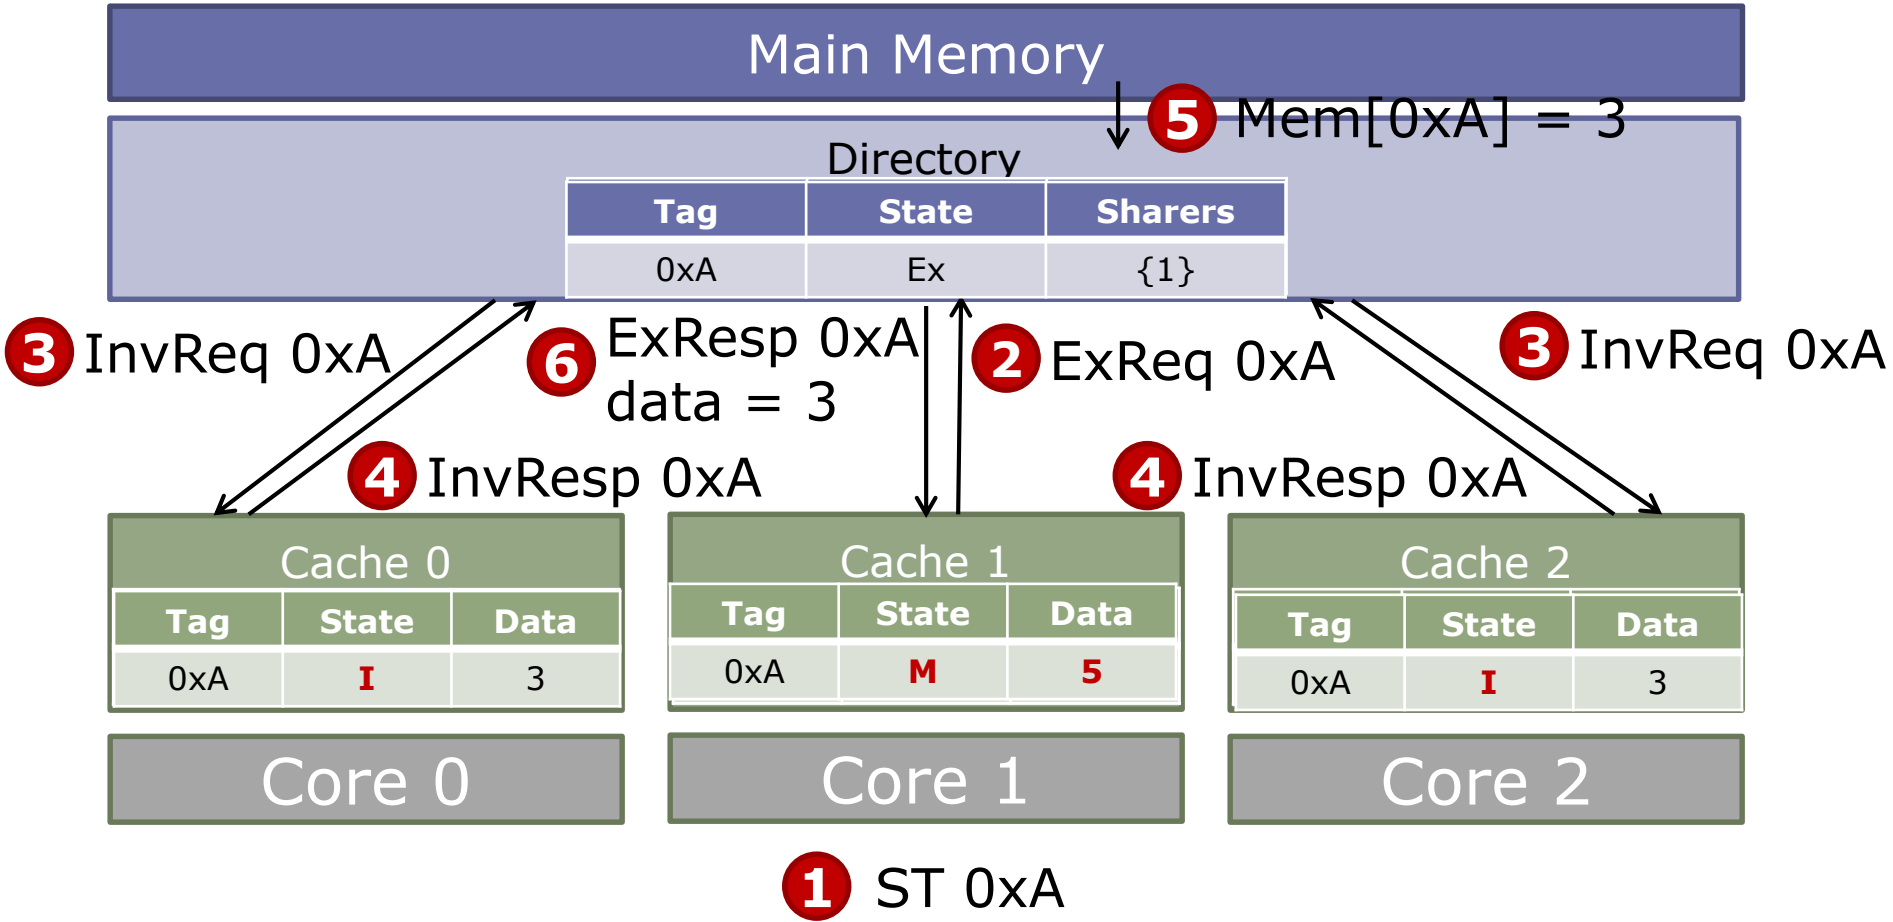 Main Memory
5 Mem[0xA] = 3
Directory
Tag State Sharers
0xA Ex {1}
3 InvReq 0xA
6 ExResp 0xA
data = 3
2 ExReq 0xA
3 InvReq 0xA
4 InvResp 0xA
4 InvResp 0xA
Cache 0
Tag State Data
0xA I 3
Core 0
Cache 1
Tag State Data
0xA M 5
Core 1
Cache 2
Tag State Data
0xA I 3
Core 2
1 ST 0xA